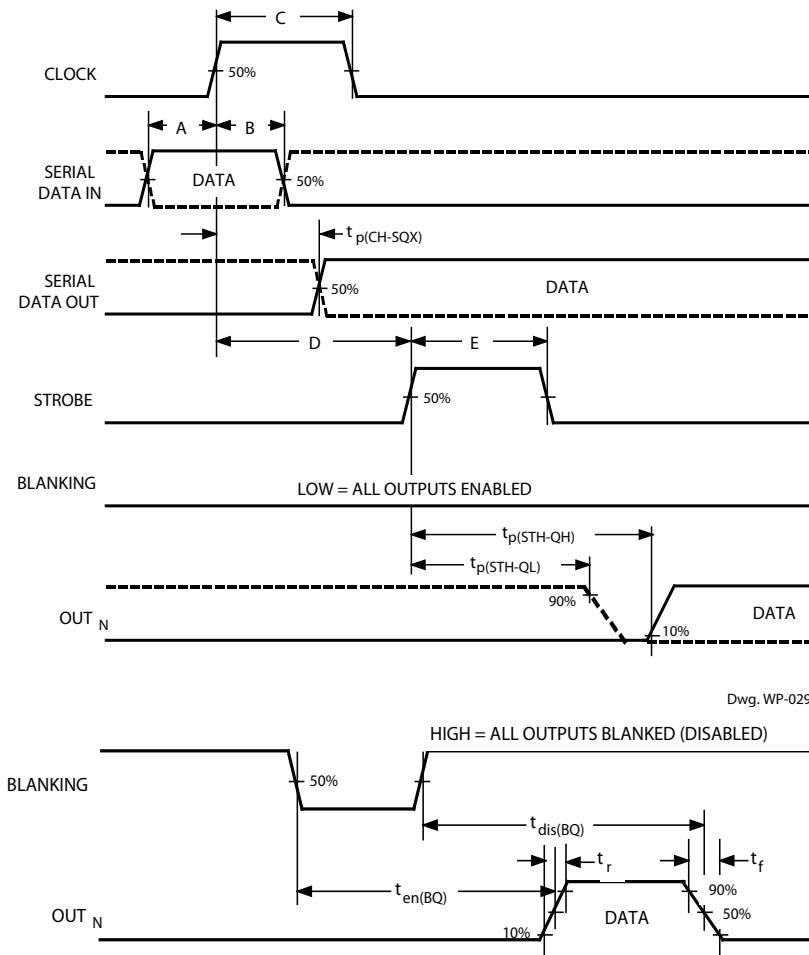 C
CLOCK
50%
A
B
SERIAL
DATA IN
DATA
50%
t p(CH-SQX)
SERIAL
DATA OUT
50%
DATA
D
E
STROBE
50%
BLANKING
LOW = ALL OUTPUTS ENABLED
t p(STH-QH)
t p(STH-QL)
90%
OUT N
10%
DATA
Dwg. WP-029
HIGH = ALL OUTPUTS BLANKED (DISABLED)
BLANKING
50%
t dis(BQ)
t r
t f
t en(BQ)
90%
OUT N
10%
DATA
50%